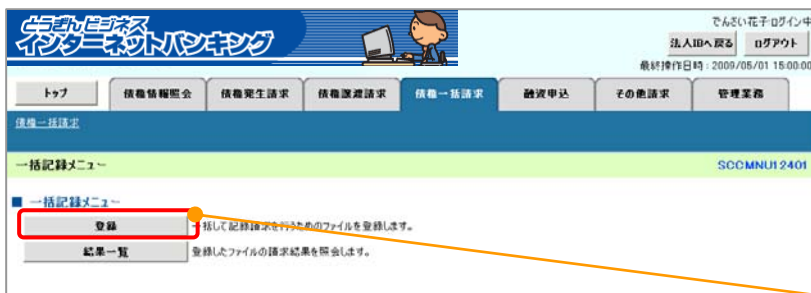 とうぎんビジネス
インターネットバンキング
でんさい花子 ログイン中
法人IBへ戻る ログアウト
最終操作日時：2009/05/01 15:00:00
トップ 債権情報照会 債権発生請求 債権譲渡請求 債権一括請求 融資申込 その他請求 管理業務
債権一括請求
一括記録メニュー SCCMNU12401
■ 一括記録メニュー
登録 一括して記録請求を行うためのファイルを登録します。
結果一覧 登録したファイルの請求結果を照会します。